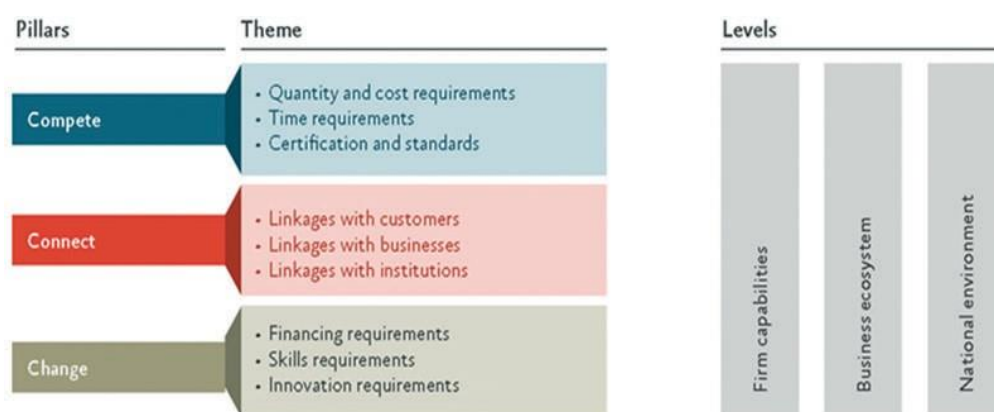 Pillars
Theme
Levels
Compete
• Quantity and cost requirements
• Time requirements
• Certification and standards
Connect
• Linkages with customers
• Linkages with businesses
• Linkages with institutions
Change
• Financing requirements
• Skills requirements
• Innovation requirements
Firm capabilities
Business ecosystem
National environment